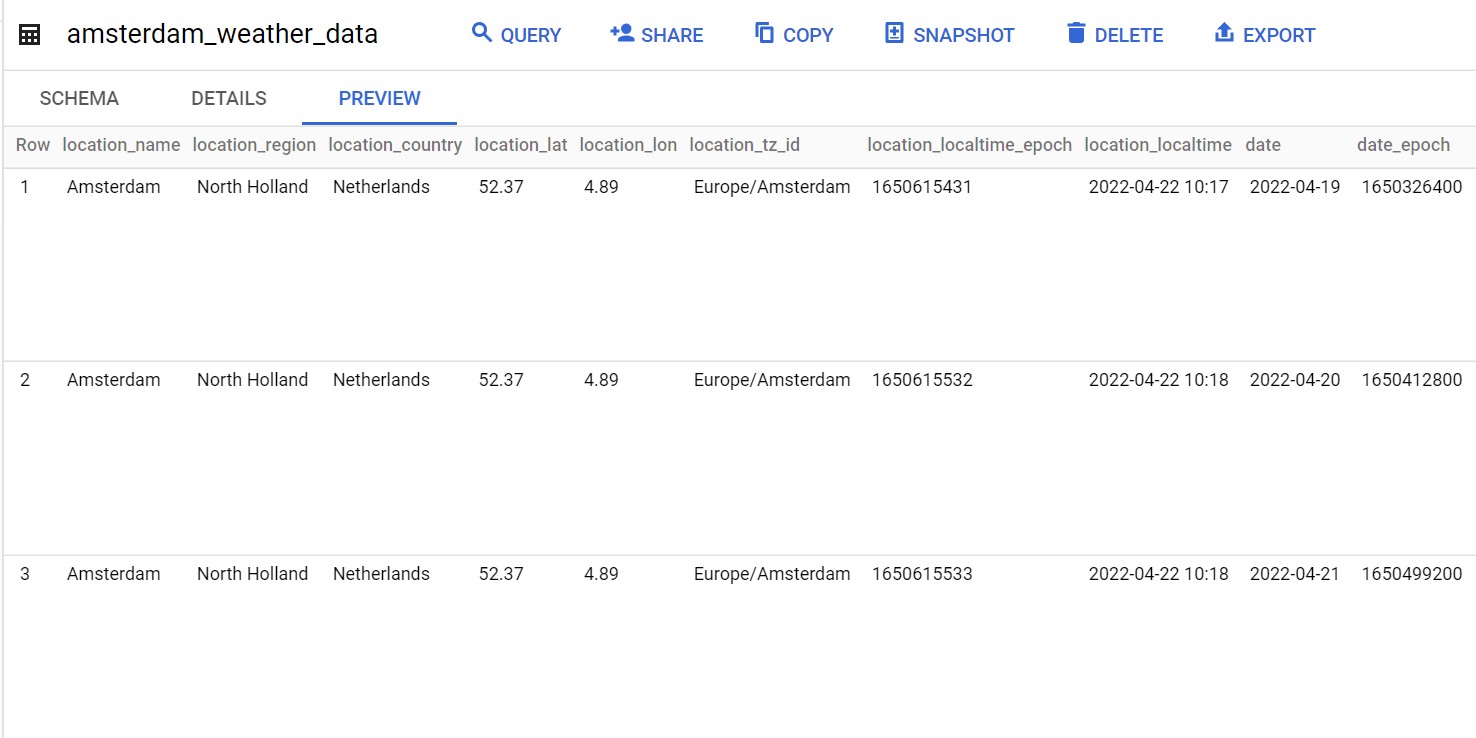 amsterdam_weather_data QUERY SHARE COPY SNAPSHOT DELETE EXPORT
SCHEMA DETAILS PREVIEW
Row location_name location_region location_country location_lat location_lon location_tz_id location_localtime_epoch location_localtime date date_epoch
1 Amsterdam North Holland Netherlands 52.37 4.89 Europe/Amsterdam 1650615431 2022-04-22 10:17 2022-04-19 1650326400
2 Amsterdam North Holland Netherlands 52.37 4.89 Europe/Amsterdam 1650615532 2022-04-22 10:18 2022-04-20 1650412800
3 Amsterdam North Holland Netherlands 52.37 4.89 Europe/Amsterdam 1650615533 2022-04-22 10:18 2022-04-21 1650499200